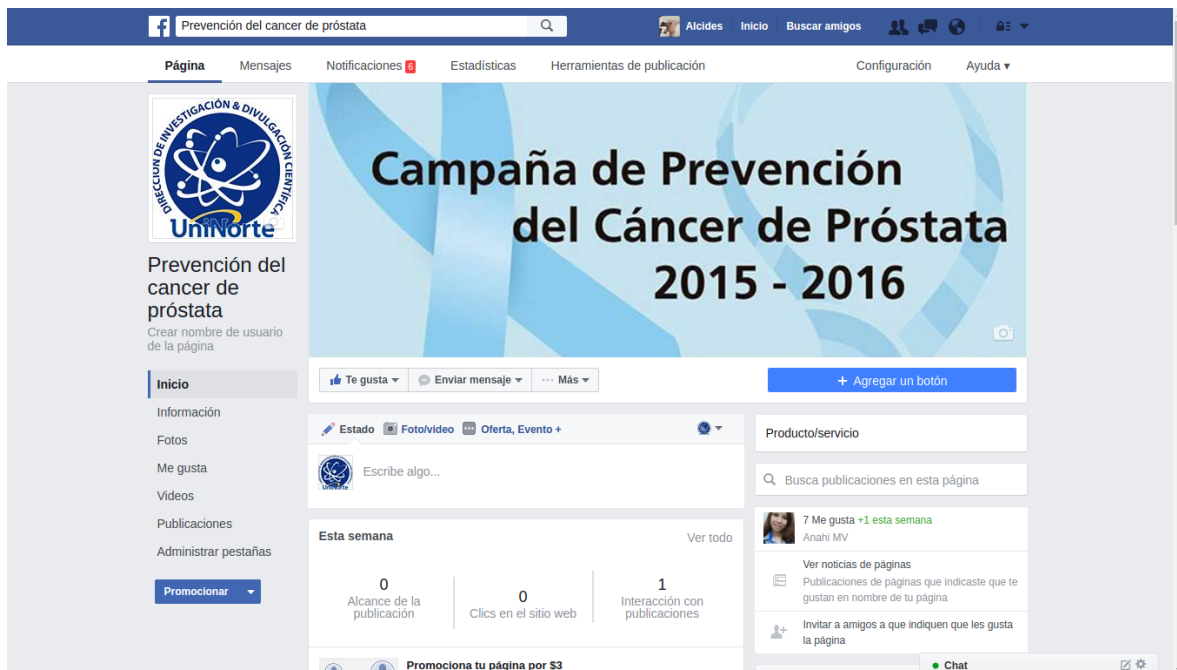 Prevención del cancer de próstata
Alcides
Inicio
Buscar amigos
Página
Mensajes
Notificaciones 6
Estadísticas
Herramientas de publicación
Configuración
Ayuda
DIRECCIÓN DE INVESTIGACIÓN & DIVULGACIÓN CIENTÍFICA
UniNorte
Campaña de Prevención
del Cáncer de Próstata
2015 - 2016
Prevención del
cancer de
próstata
Crear nombre de usuario
de la página
Te gusta
Enviar mensaje
Más
+ Agregar un botón
Inicio
Información
Fotos
Me gusta
Videos
Publicaciones
Administrar pestañas
Promocionar
Estado
Foto/video
Oferta, Evento +
UniNorte
Escribe algo...
Esta semana
Ver todo
0
Alcance de la
publicación
0
Clics en el sitio web
1
Interacción con
publicaciones
Promociona tu página por $3
Producto/servicio
Busca publicaciones en esta página
7 Me gusta +1 esta semana
Anahi MV
Ver noticias de páginas
Publicaciones de páginas que indicaste que te
gustan en nombre de tu página
Invitar a amigos a que indiquen que les gusta
la página
Chat